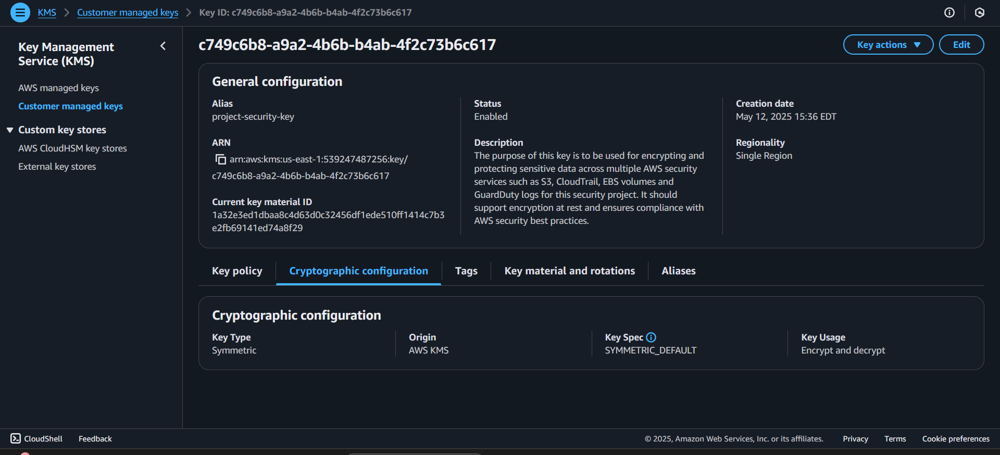 KMS
Customer managed keys
Key ID: c749c6b8-a9a2-4b6b-b4ab-4f2c73b6c617
Key Management
Service (KMS)
AWS managed keys
Customer managed keys
Custom key stores
AWS CloudHSM key stores
External key stores
c749c6b8-a9a2-4b6b-b4ab-4f2c73b6c617
Key actions
Edit
General configuration
Alias
project-security-key
ARN
arn:aws:kms:us-east-1:539247487256:key/
c749c6b8-a9a2-4b6b-b4ab-4f2c73b6c617
Current key material ID
1a32e3ed1dbaa8c4d63d0c32456df1ede510ff1414c7b3
e2fb69141ed74a8f29
Status
Enabled
Description
The purpose of this key is to be used for encrypting and
protecting sensitive data across multiple AWS security
services such as S3, CloudTrail, EBS volumes and
GuardDuty logs for this security project. It should
support encryption at rest and ensures compliance with
AWS security best practices.
Creation date
May 12, 2025 15:36 EDT
Regionality
Single Region
Key policy
Cryptographic configuration
Tags
Key material and rotations
Aliases
Cryptographic configuration
Key Type
Symmetric
Origin
AWS KMS
Key Spec
SYMMETRIC_DEFAULT
Key Usage
Encrypt and decrypt
CloudShell
Feedback
© 2025, Amazon Web Services, Inc. or its affiliates.
Privacy
Terms
Cookie preferences